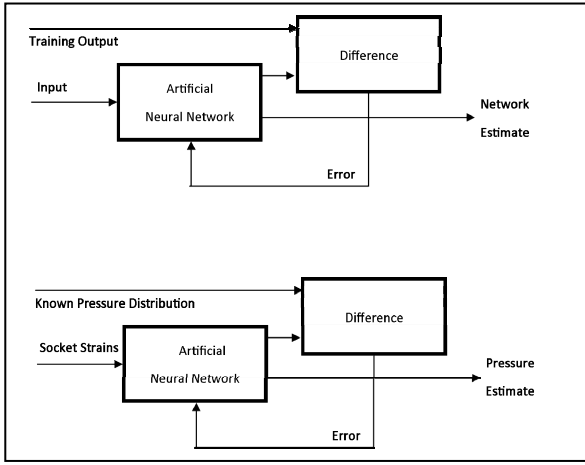 Training Output
Difference
Input
Artificial
Neural Network
Network
Estimate
Error
Known Pressure Distribution
Difference
Socket Strains
Artificial
Neural Network
Pressure
Estimate
Error